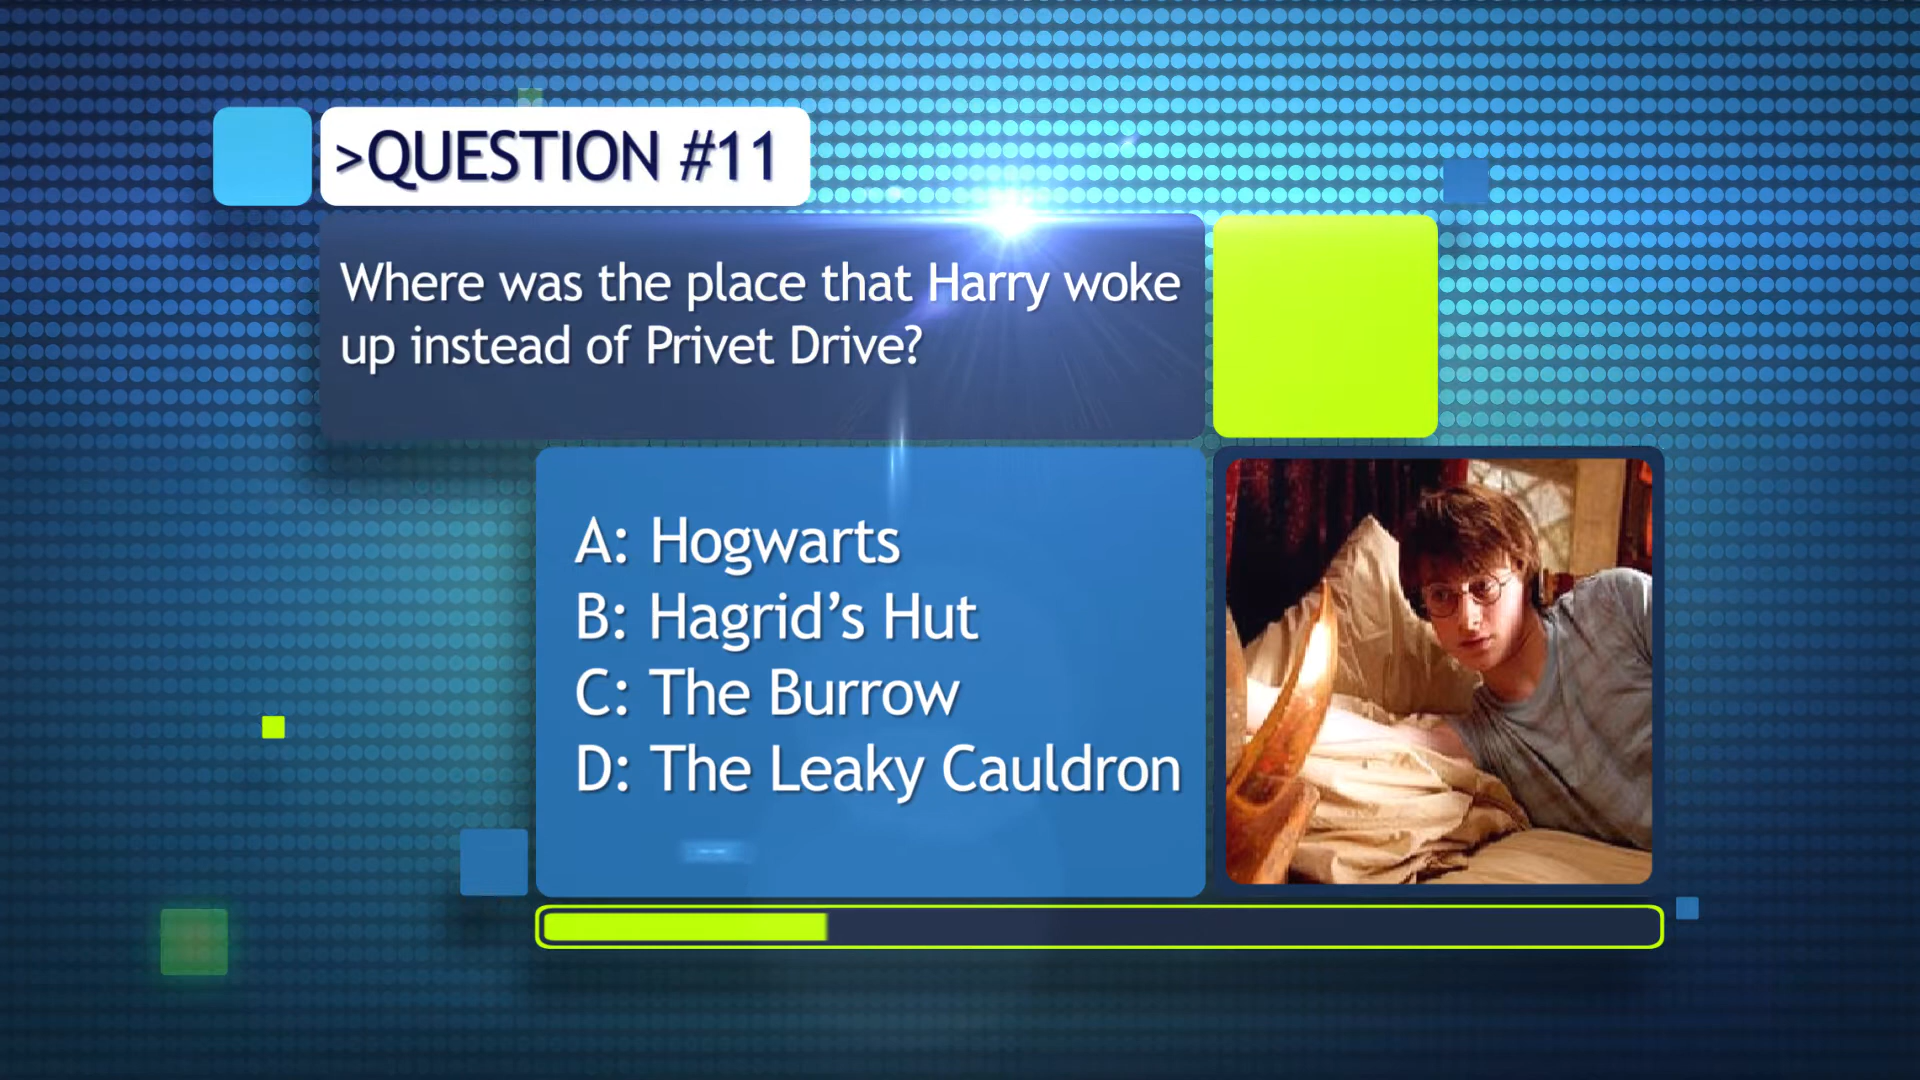 >QUESTION #11
Where was the place that Harry woke
up instead of Privet Drive?
A: Hogwarts
B: Hagrid’s Hut
C: The Burrow
D: The Leaky Cauldron